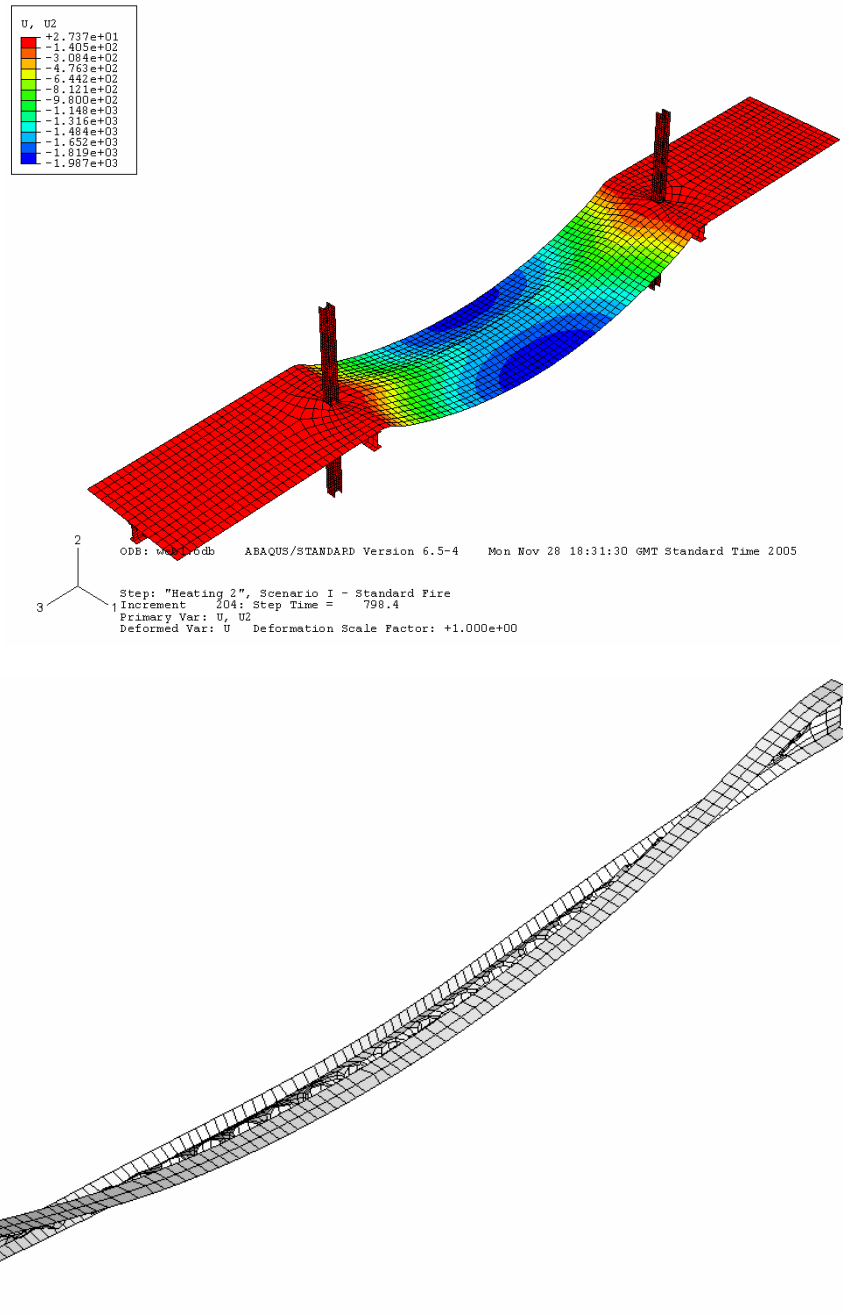 U, U2
+2.737e+01
-1.405e+02
-3.084e+02
-4.763e+02
-6.442e+02
-8.121e+02
-9.800e+02
-1.148e+03
-1.316e+03
-1.484e+03
-1.652e+03
-1.819e+03
-1.987e+03
2
3
1
ODB: web1.odb ABAQUS/STANDARD Version 6.5-4 Mon Nov 28 18:31:30 GMT Standard Time 2005
Step: "Heating 2", Scenario I - Standard Fire
Increment 204: Step Time = 798.4
Primary Var: U, U2
Deformed Var: U Deformation Scale Factor: +1.000e+00